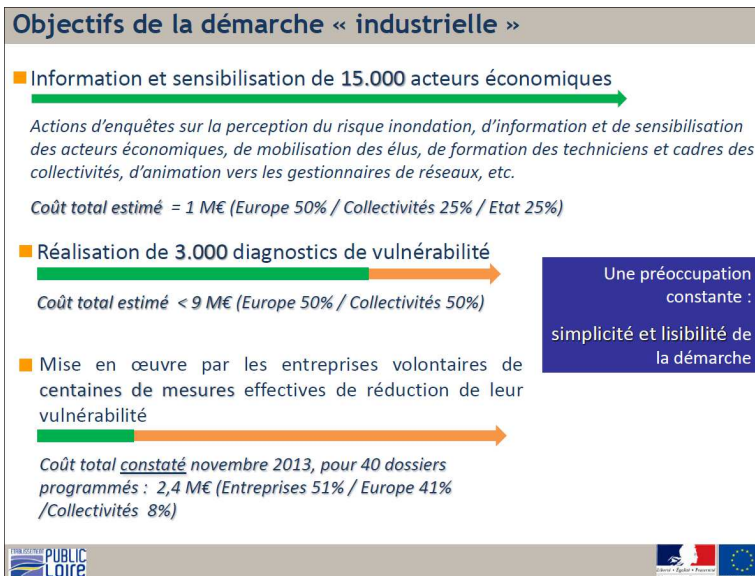 Objectifs de la démarche « industrielle »
Information et sensibilisation de 15.000 acteurs économiques
Actions d'enquêtes sur la perception du risque inondation, d'information et de sensibilisation
des acteurs économiques, de mobilisation des élus, de formation des techniciens et cadres des
collectivités, d'animation vers les gestionnaires de réseaux, etc.
Coût total estimé = 1 M€ (Europe 50% / Collectivités 25% / Etat 25%)
Réalisation de 3.000 diagnostics de vulnérabilité
Coût total estimé < 9 M€ (Europe 50% / Collectivités 50%)
Une préoccupation
constante :
simplicité et lisibilité de
la démarche
Mise en œuvre par les entreprises volontaires de
centaines de mesures effectives de réduction de leur
vulnérabilité
Coût total constaté novembre 2013, pour 40 dossiers
programmés : 2,4 M€ (Entreprises 51% / Europe 41%
/Collectivités 8%)
ETABLISSEMENT
PUBLIC
Loire
Liberté • Égalité • Fraternité